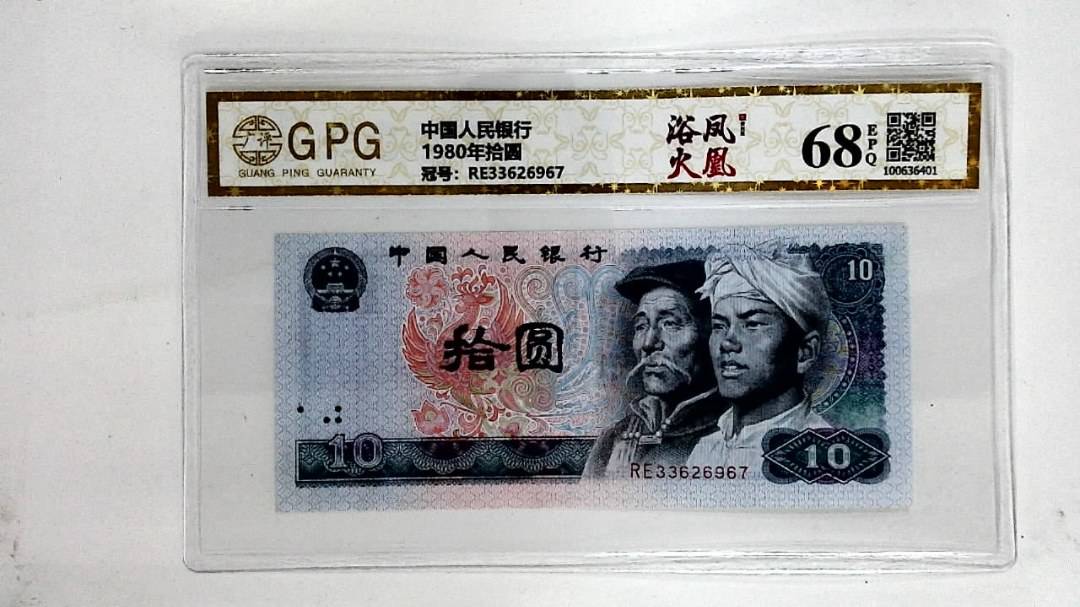 GPG
GUANG PING GUARANTY
中国人民银行
1980年拾圆
冠号：RE33626967
浴火凤凰
68
EPQ
100636401
中国人民银行
10
拾圆
10
RE33626967
10